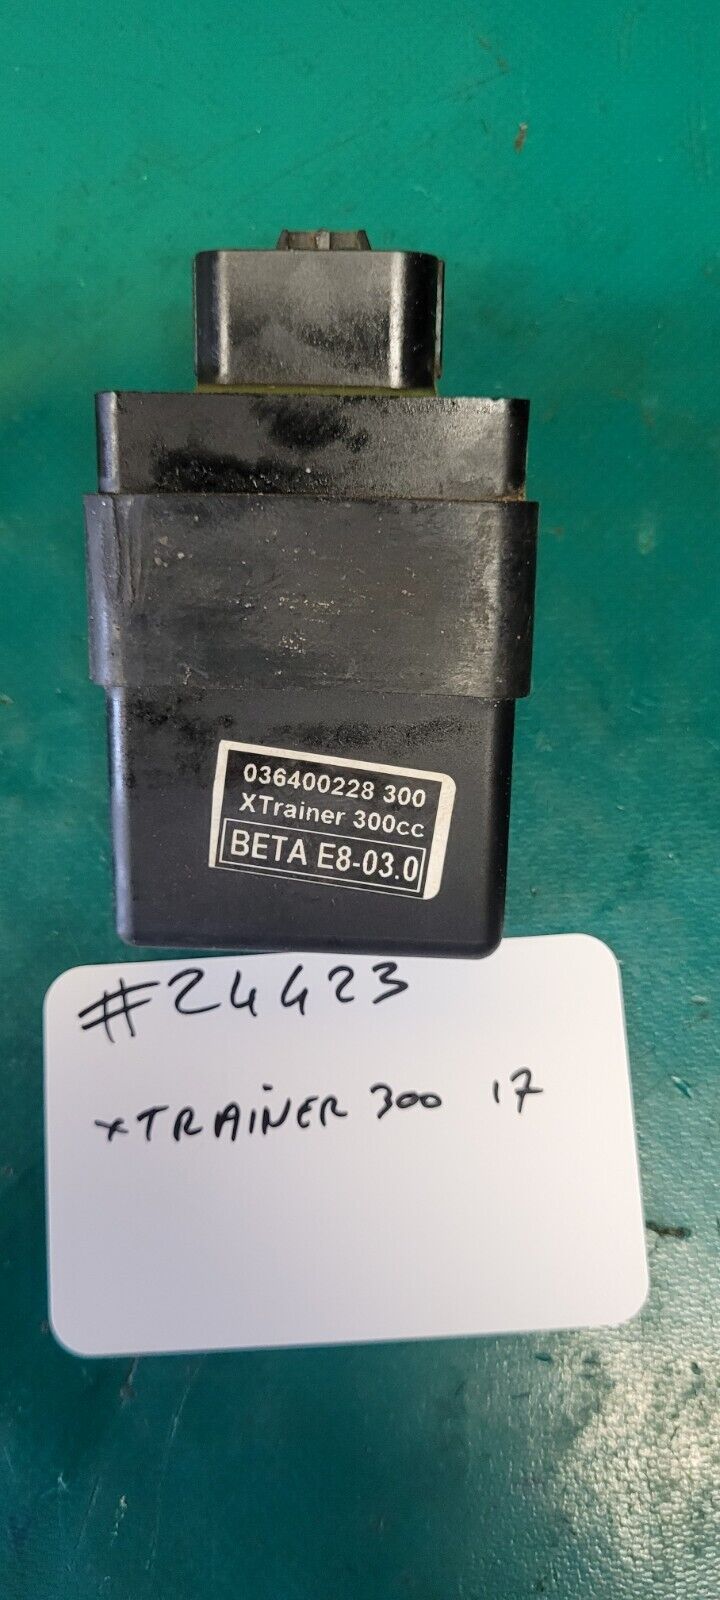 036400228 300
XTrainer 300cc
BETA E8-03.0
#24423
XTRAINER 300 17